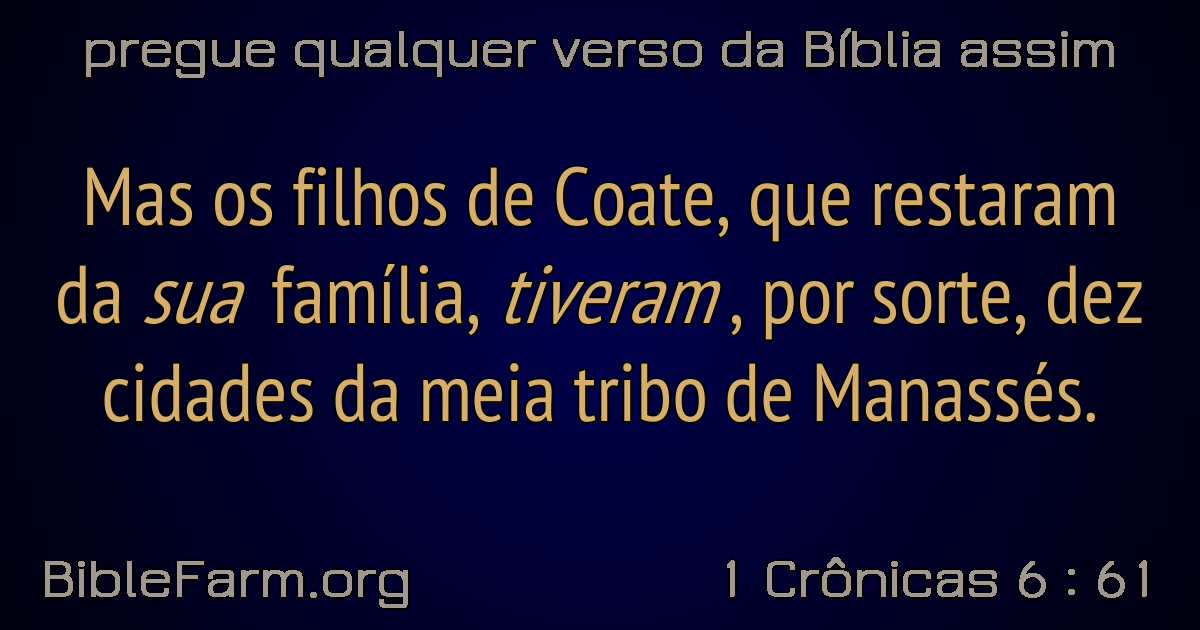 pregue qualquer verso da Bíblia assim
Mas os filhos de Coate, que restaram
da sua família, tiveram, por sorte, dez
cidades da meia tribo de Manassés.
BibleFarm.org
1 Crônicas 6 : 61